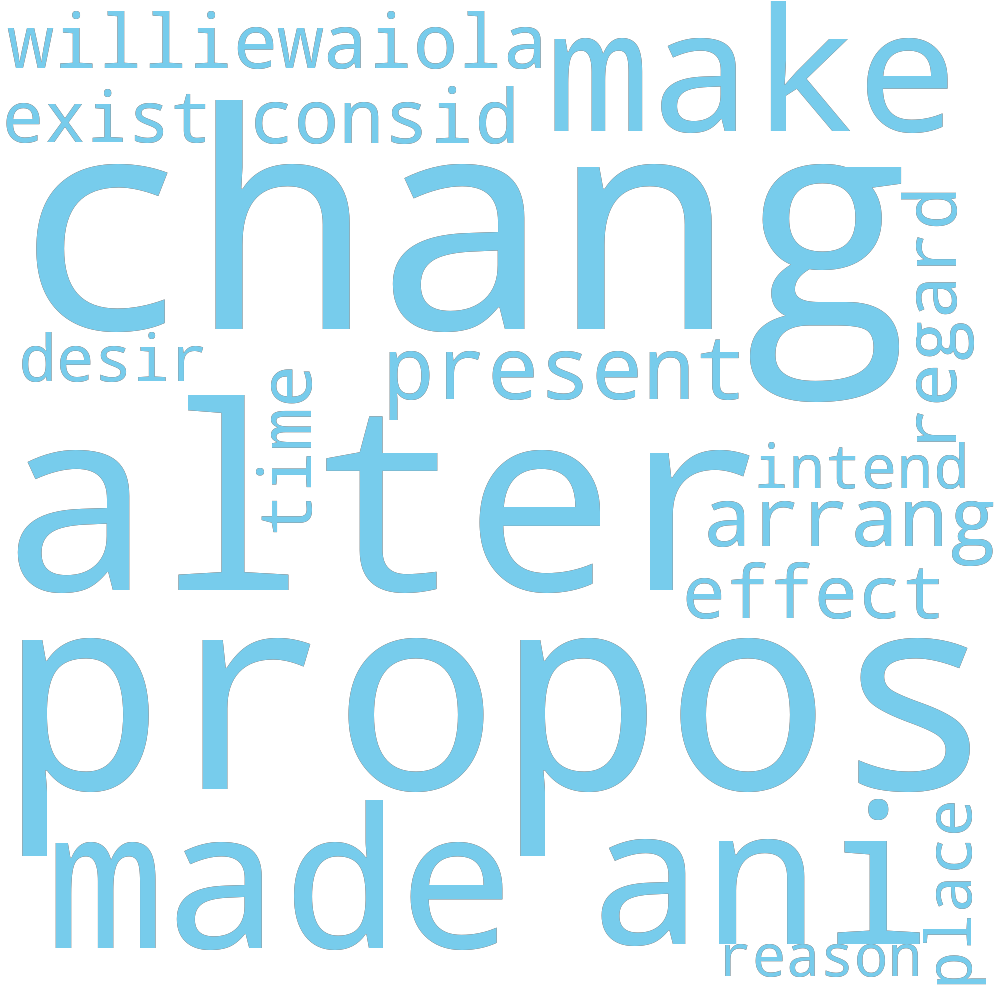 williewaiola
make
exist
consid
chang
regard
desir
present
time
alter
intend
arrang
effect
propos
made
ani
place
reason